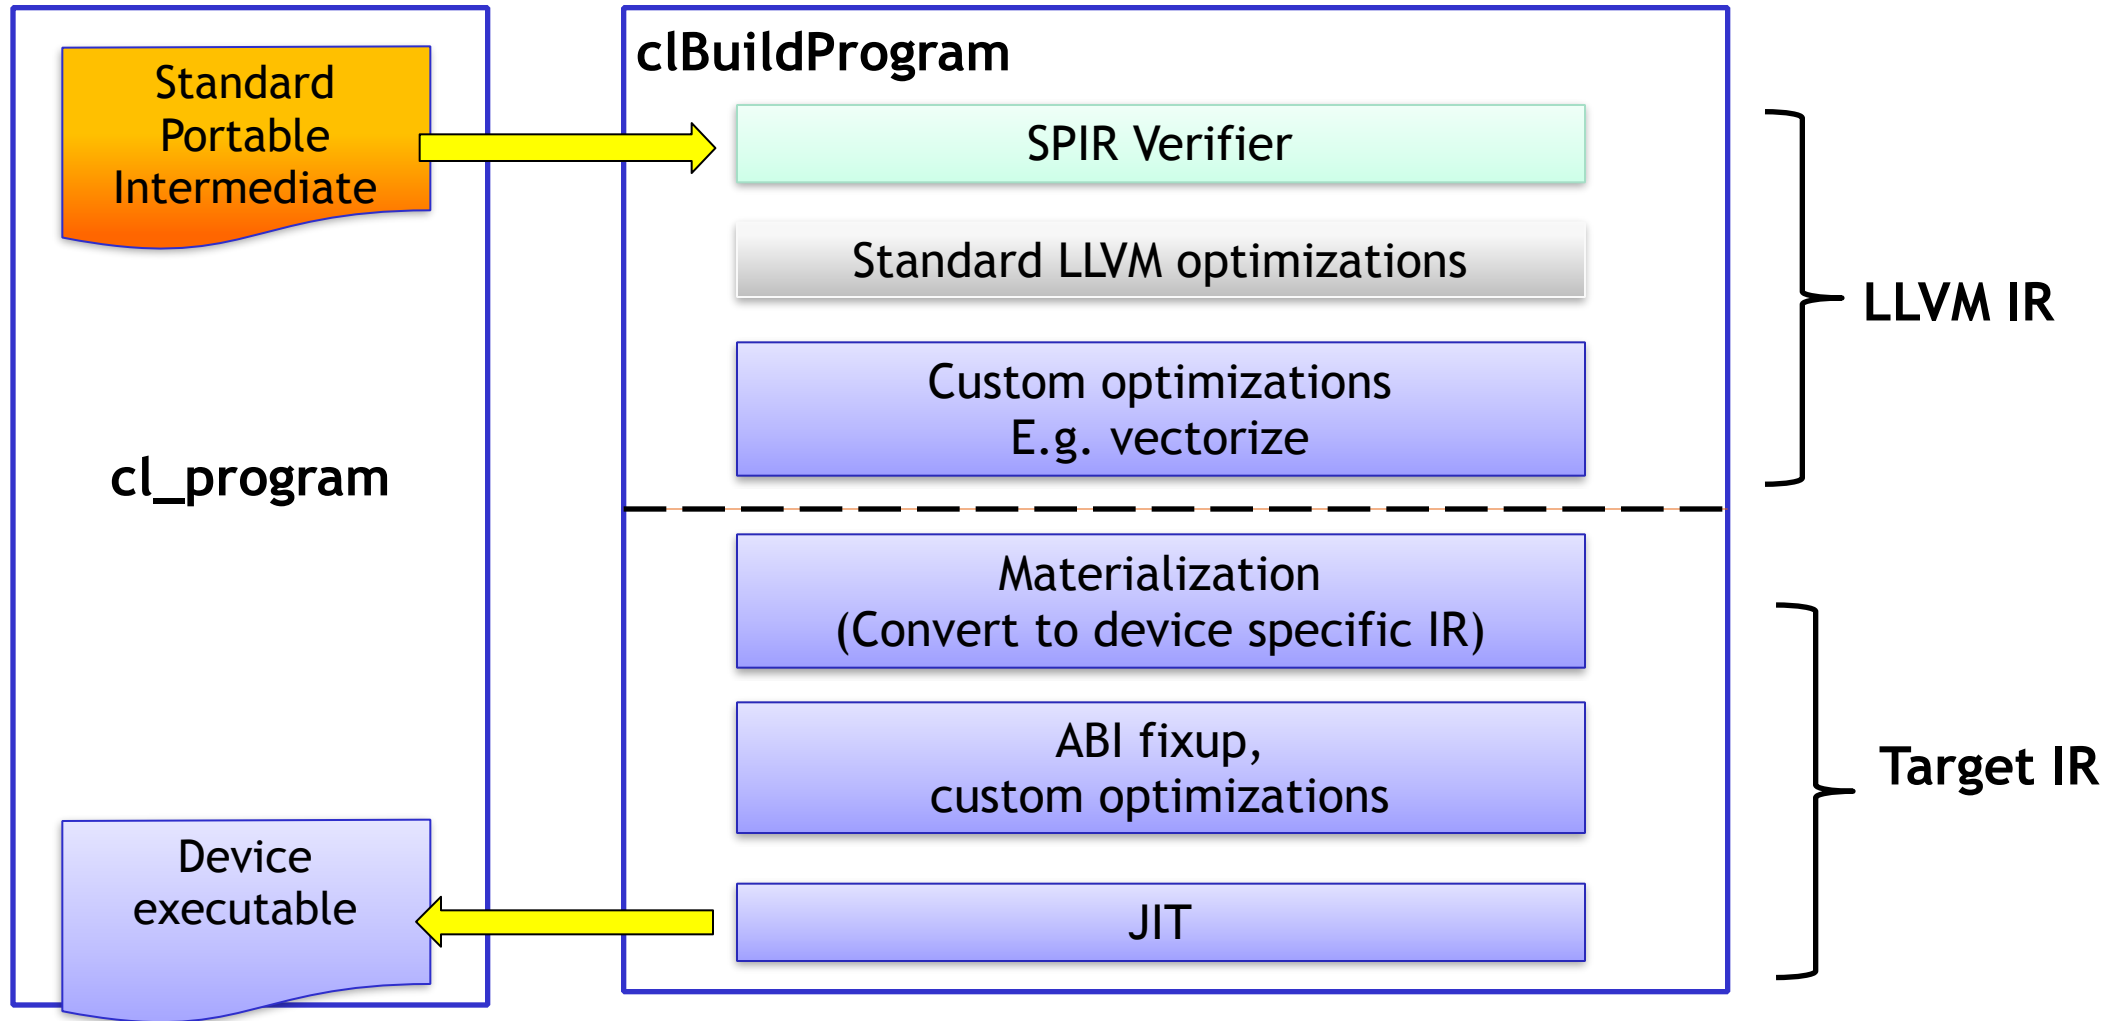 Standard
Portable
Intermediate
cl_program
Device
executable
clBuildProgram
SPIR Verifier
Standard LLVM optimizations
Custom optimizations
E.g. vectorize
Materialization
(Convert to device specific IR)
ABI fixup,
custom optimizations
JIT
LLVM IR
Target IR